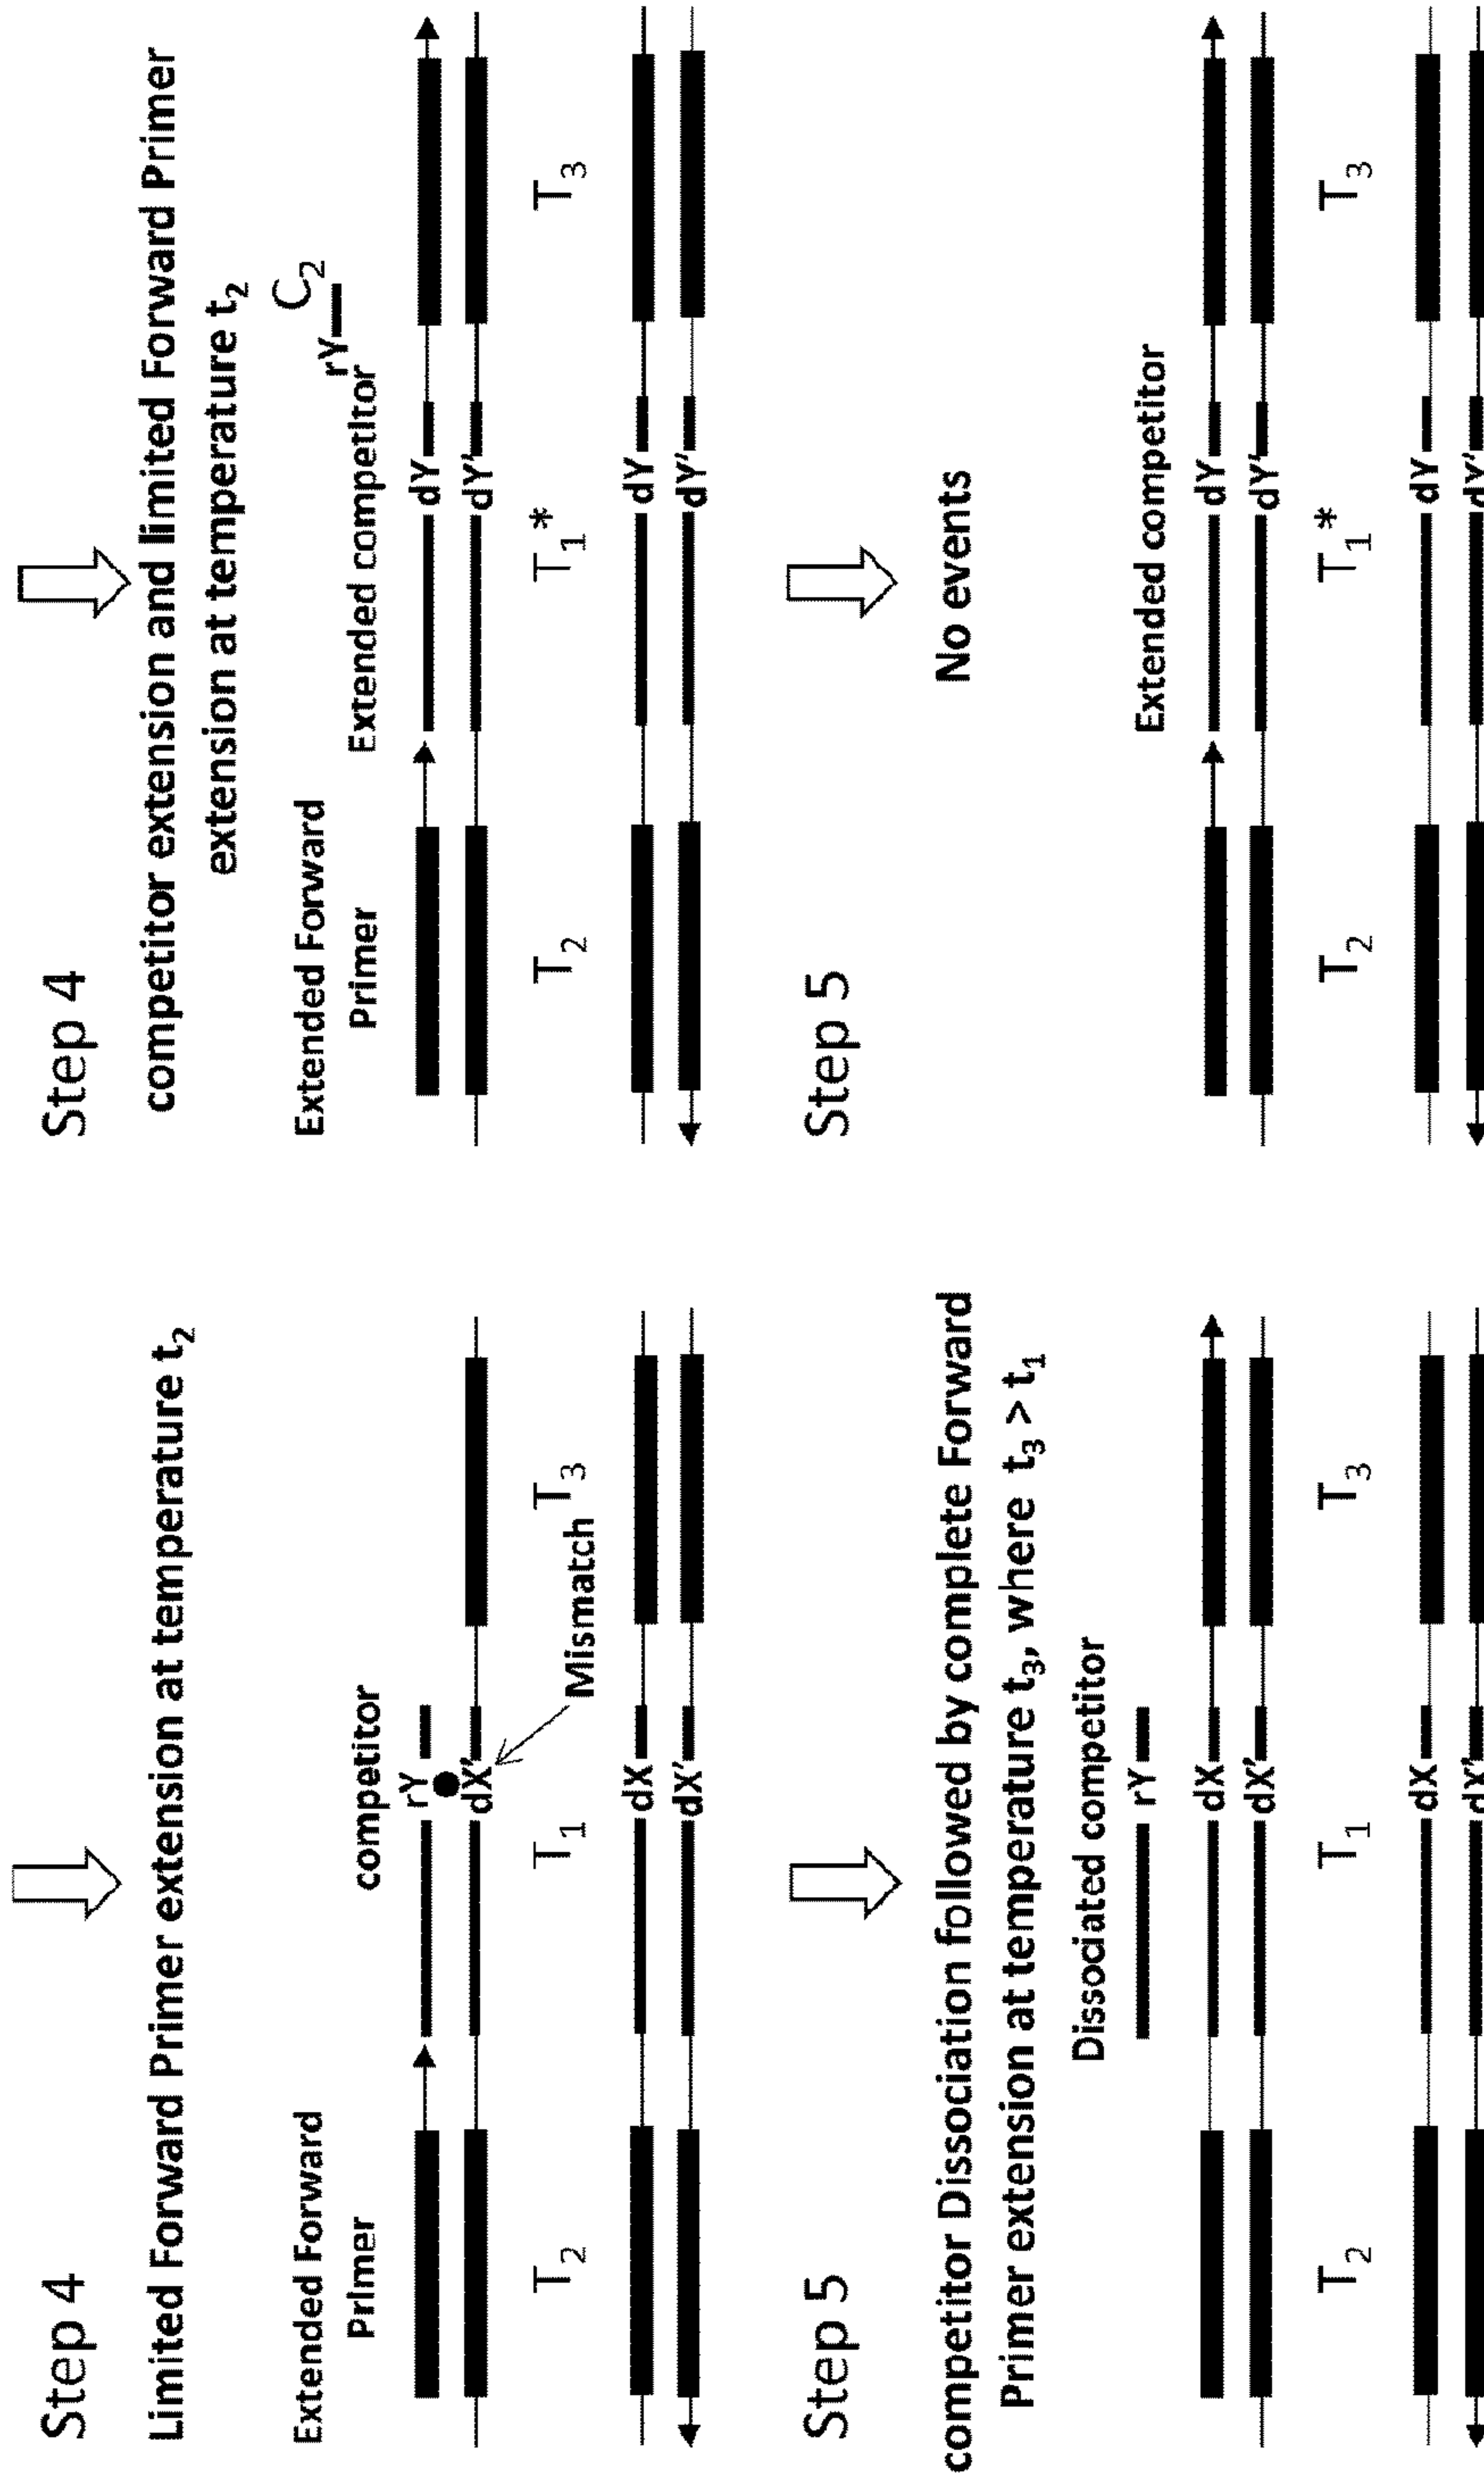 Step 4
Limited Forward Primer extension at temperature t₂
Extended Forward
Primer
competitor
rY
dX'
T₂ T₁ T₃
Mismatch
dX
dX'
Step 5
competitor Dissociation followed by complete Forward
Primer extension at temperature t₃, where t₃ > t₁
Dissociated competitor
rY
dX
dX'
T₂ T₁ T₃
dX
dX'
Step 4
competitor extension and limited Forward Primer
extension at temperature t₂
C₂
Extended Forward
rY
Primer
Extended competitor
dY
dY'
T₂ T₁* T₃
dY
dY'
Step 5
No events
Extended competitor
dY
dY'
T₂ T₁* T₃
dY
dY'